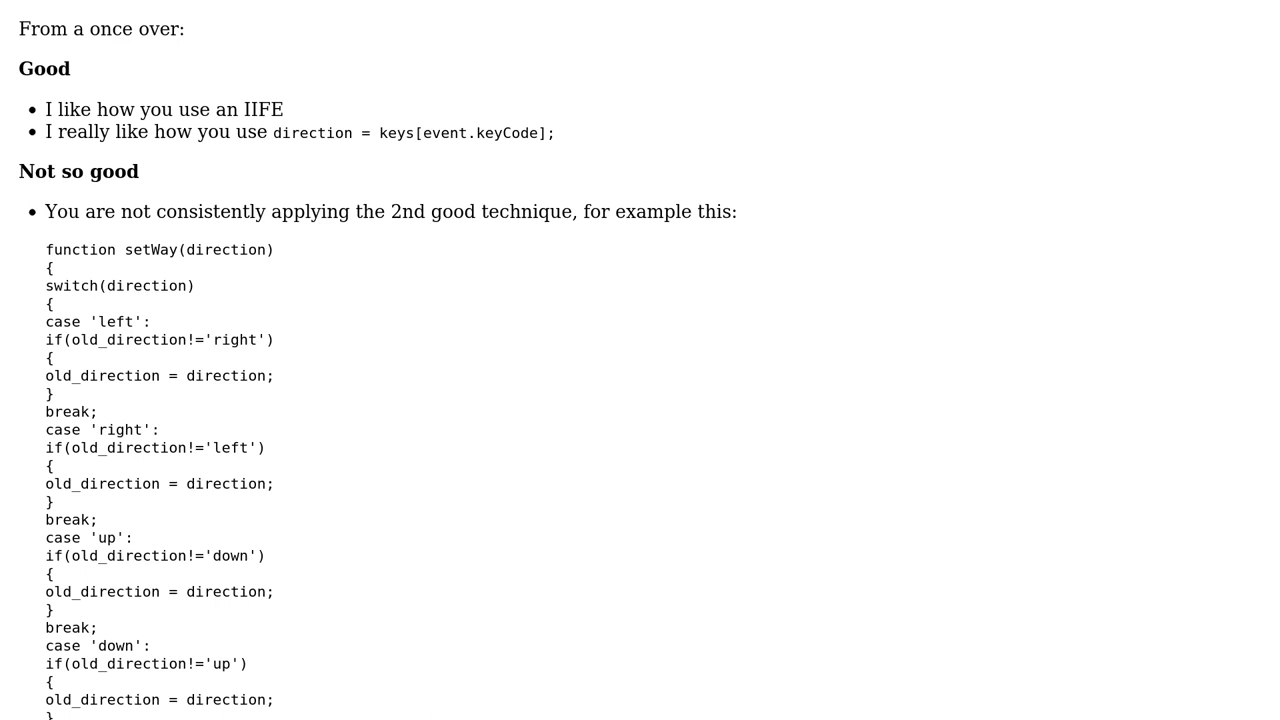 From a once over:
Good
• I like how you use an IIFE
• I really like how you use direction = keys[event.keyCode];
Not so good
• You are not consistently applying the 2nd good technique, for example this:
function setWay(direction)
{
switch(direction)
{
case 'left':
if(old_direction!='right')
{
old_direction = direction;
}
break;
case 'right':
if(old_direction!='left')
{
old_direction = direction;
}
break;
case 'up':
if(old_direction!='down')
{
old_direction = direction;
}
break;
case 'down':
if(old_direction!='up')
{
old_direction = direction;
}